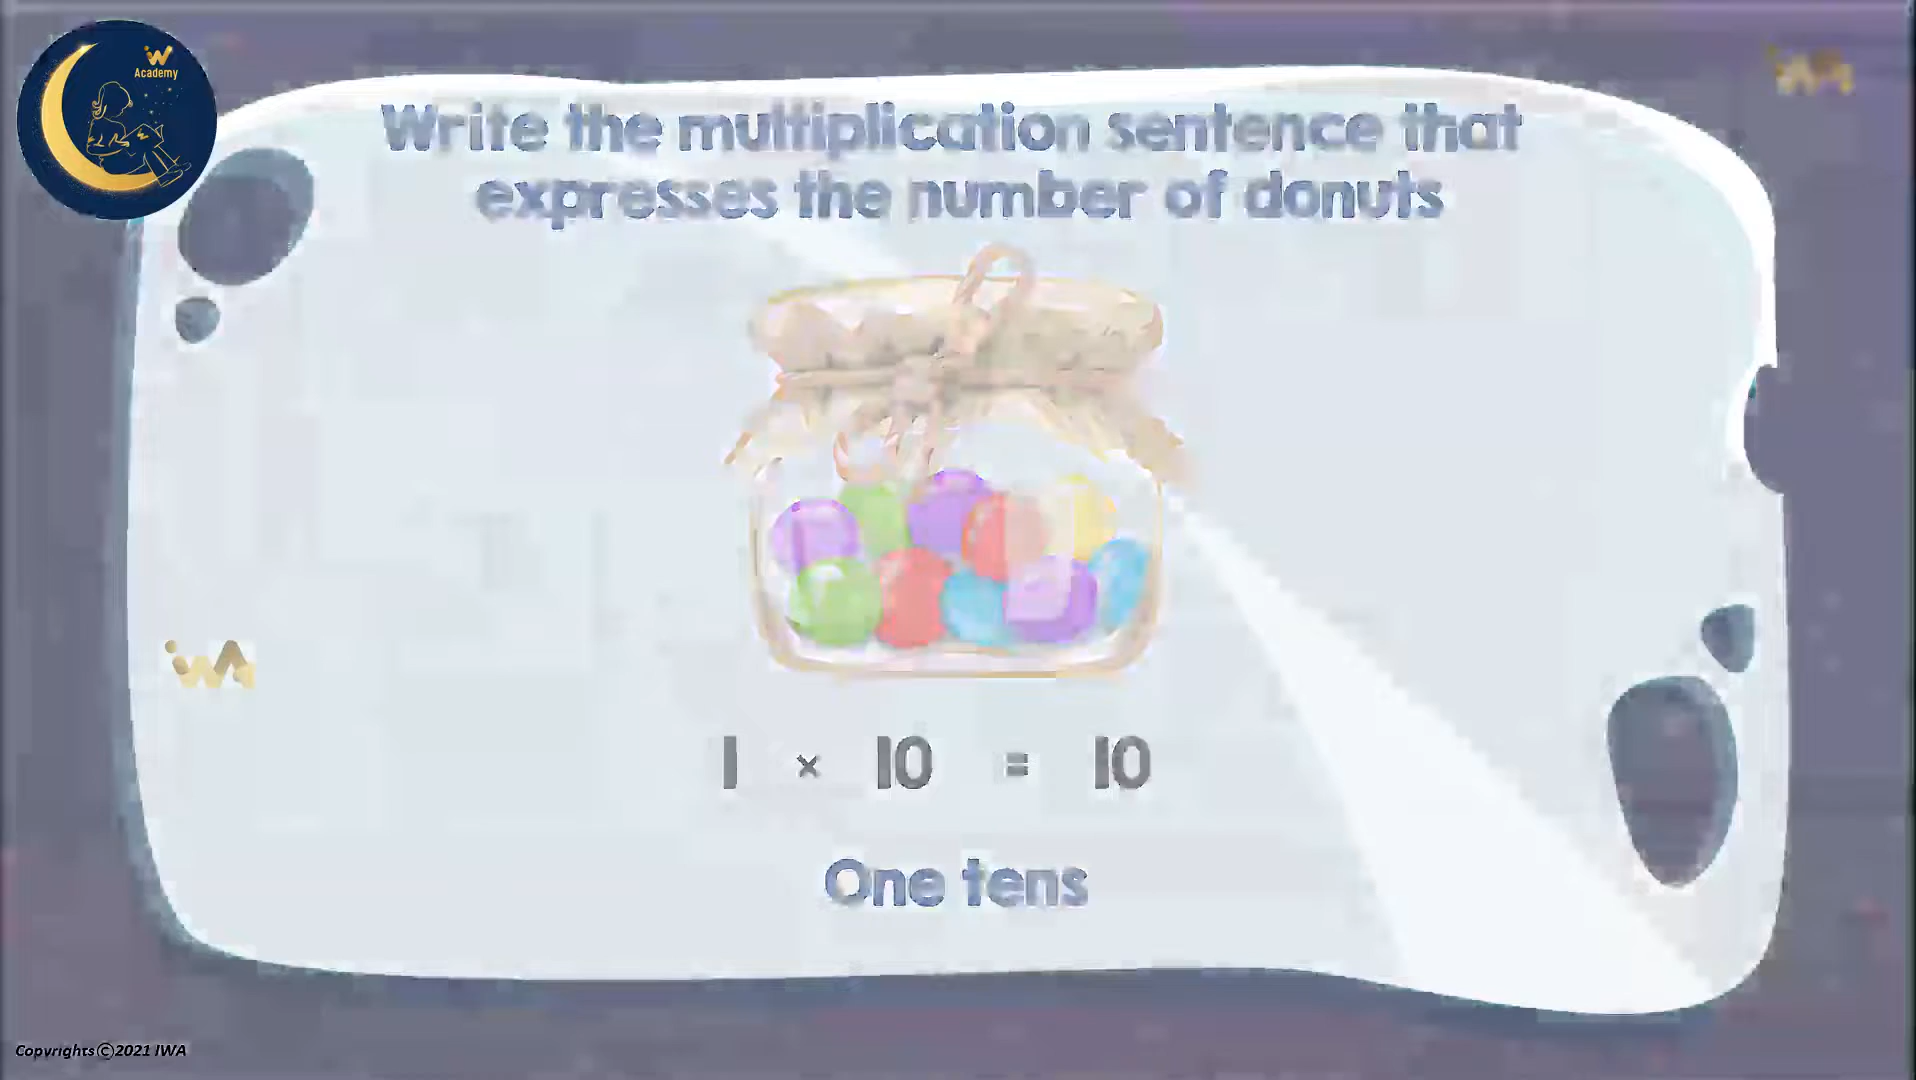 W
Academy
Write the multiplication sentence that
expresses the number of donuts
iWA
1 × 10 = 10
One tens
Copyrights©2021 IWA